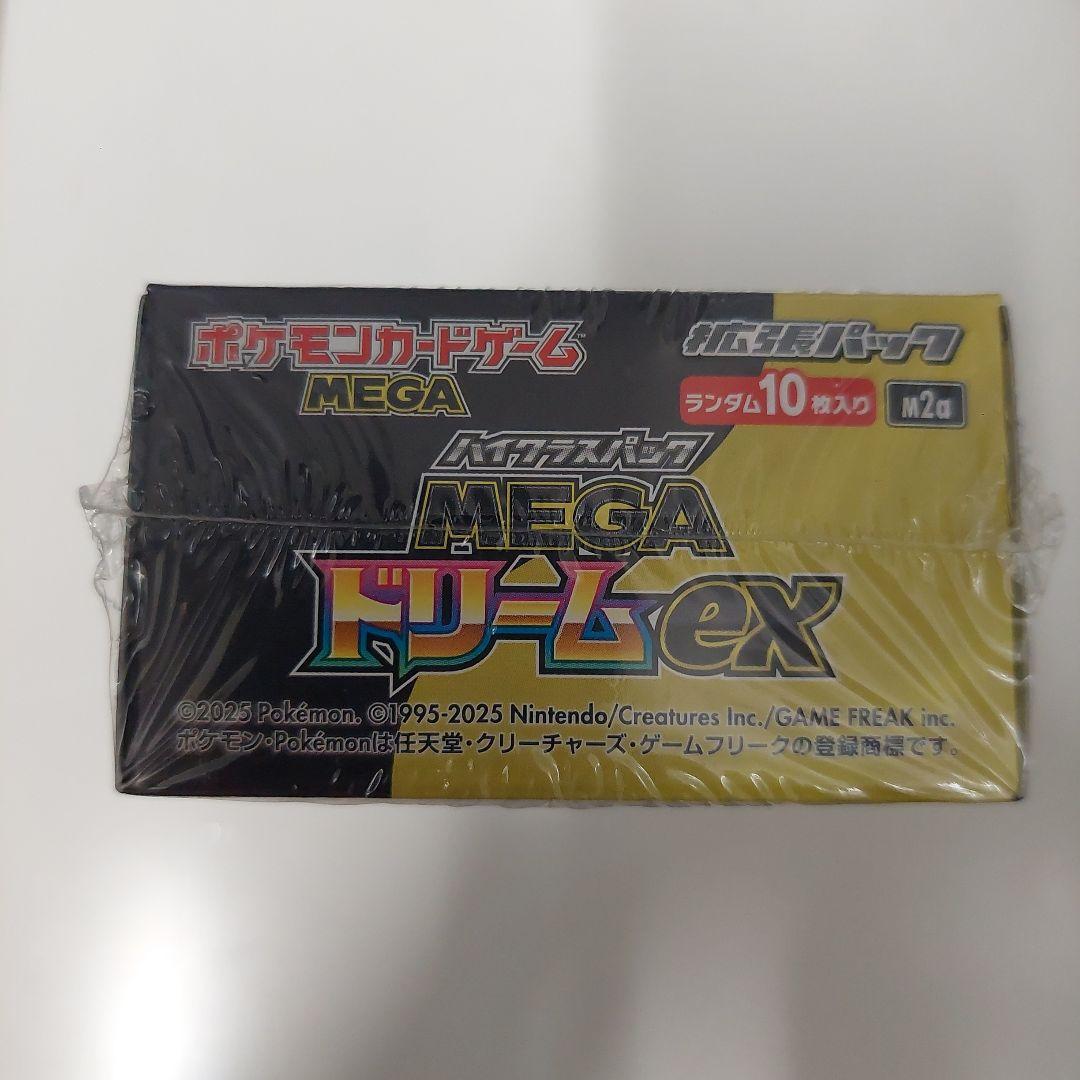 ポケモンカードゲーム™
MEGA
拡張パック
ランダム10枚入り
M2a
ハイクラスパック
MEGA
ドリームex
©2025 Pokémon. ©1995-2025 Nintendo/Creatures Inc./GAME FREAK inc.
ポケモン・Pokémonは任天堂・クリーチャーズ・ゲームフリークの登録商標です。